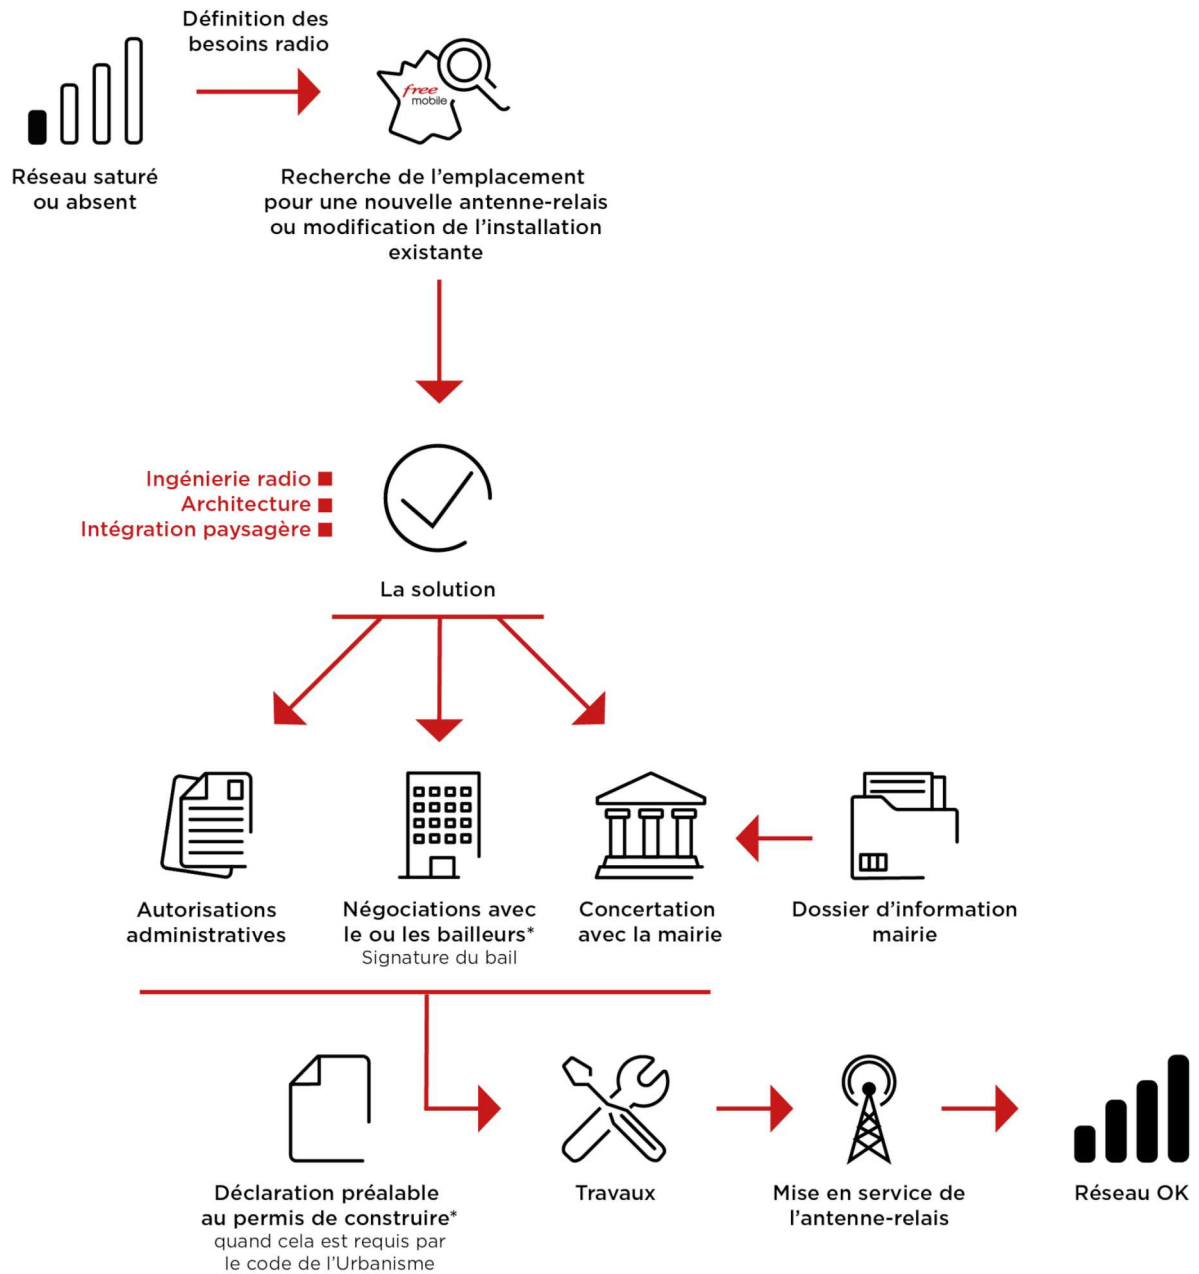 Définition des
besoins radio
free
mobile
Réseau saturé
ou absent
Recherche de l'emplacement
pour une nouvelle antenne-relais
ou modification de l'installation
existante
Ingénierie radio
Architecture
Intégration paysagère
La solution
Autorisations
administratives
Négociations avec
le ou les bailleurs*
Signature du bail
Concertation
avec la mairie
Dossier d'information
mairie
Déclaration préalable
au permis de construire*
quand cela est requis par
le code de l'Urbanisme
Travaux
Mise en service de
l'antenne-relais
Réseau OK